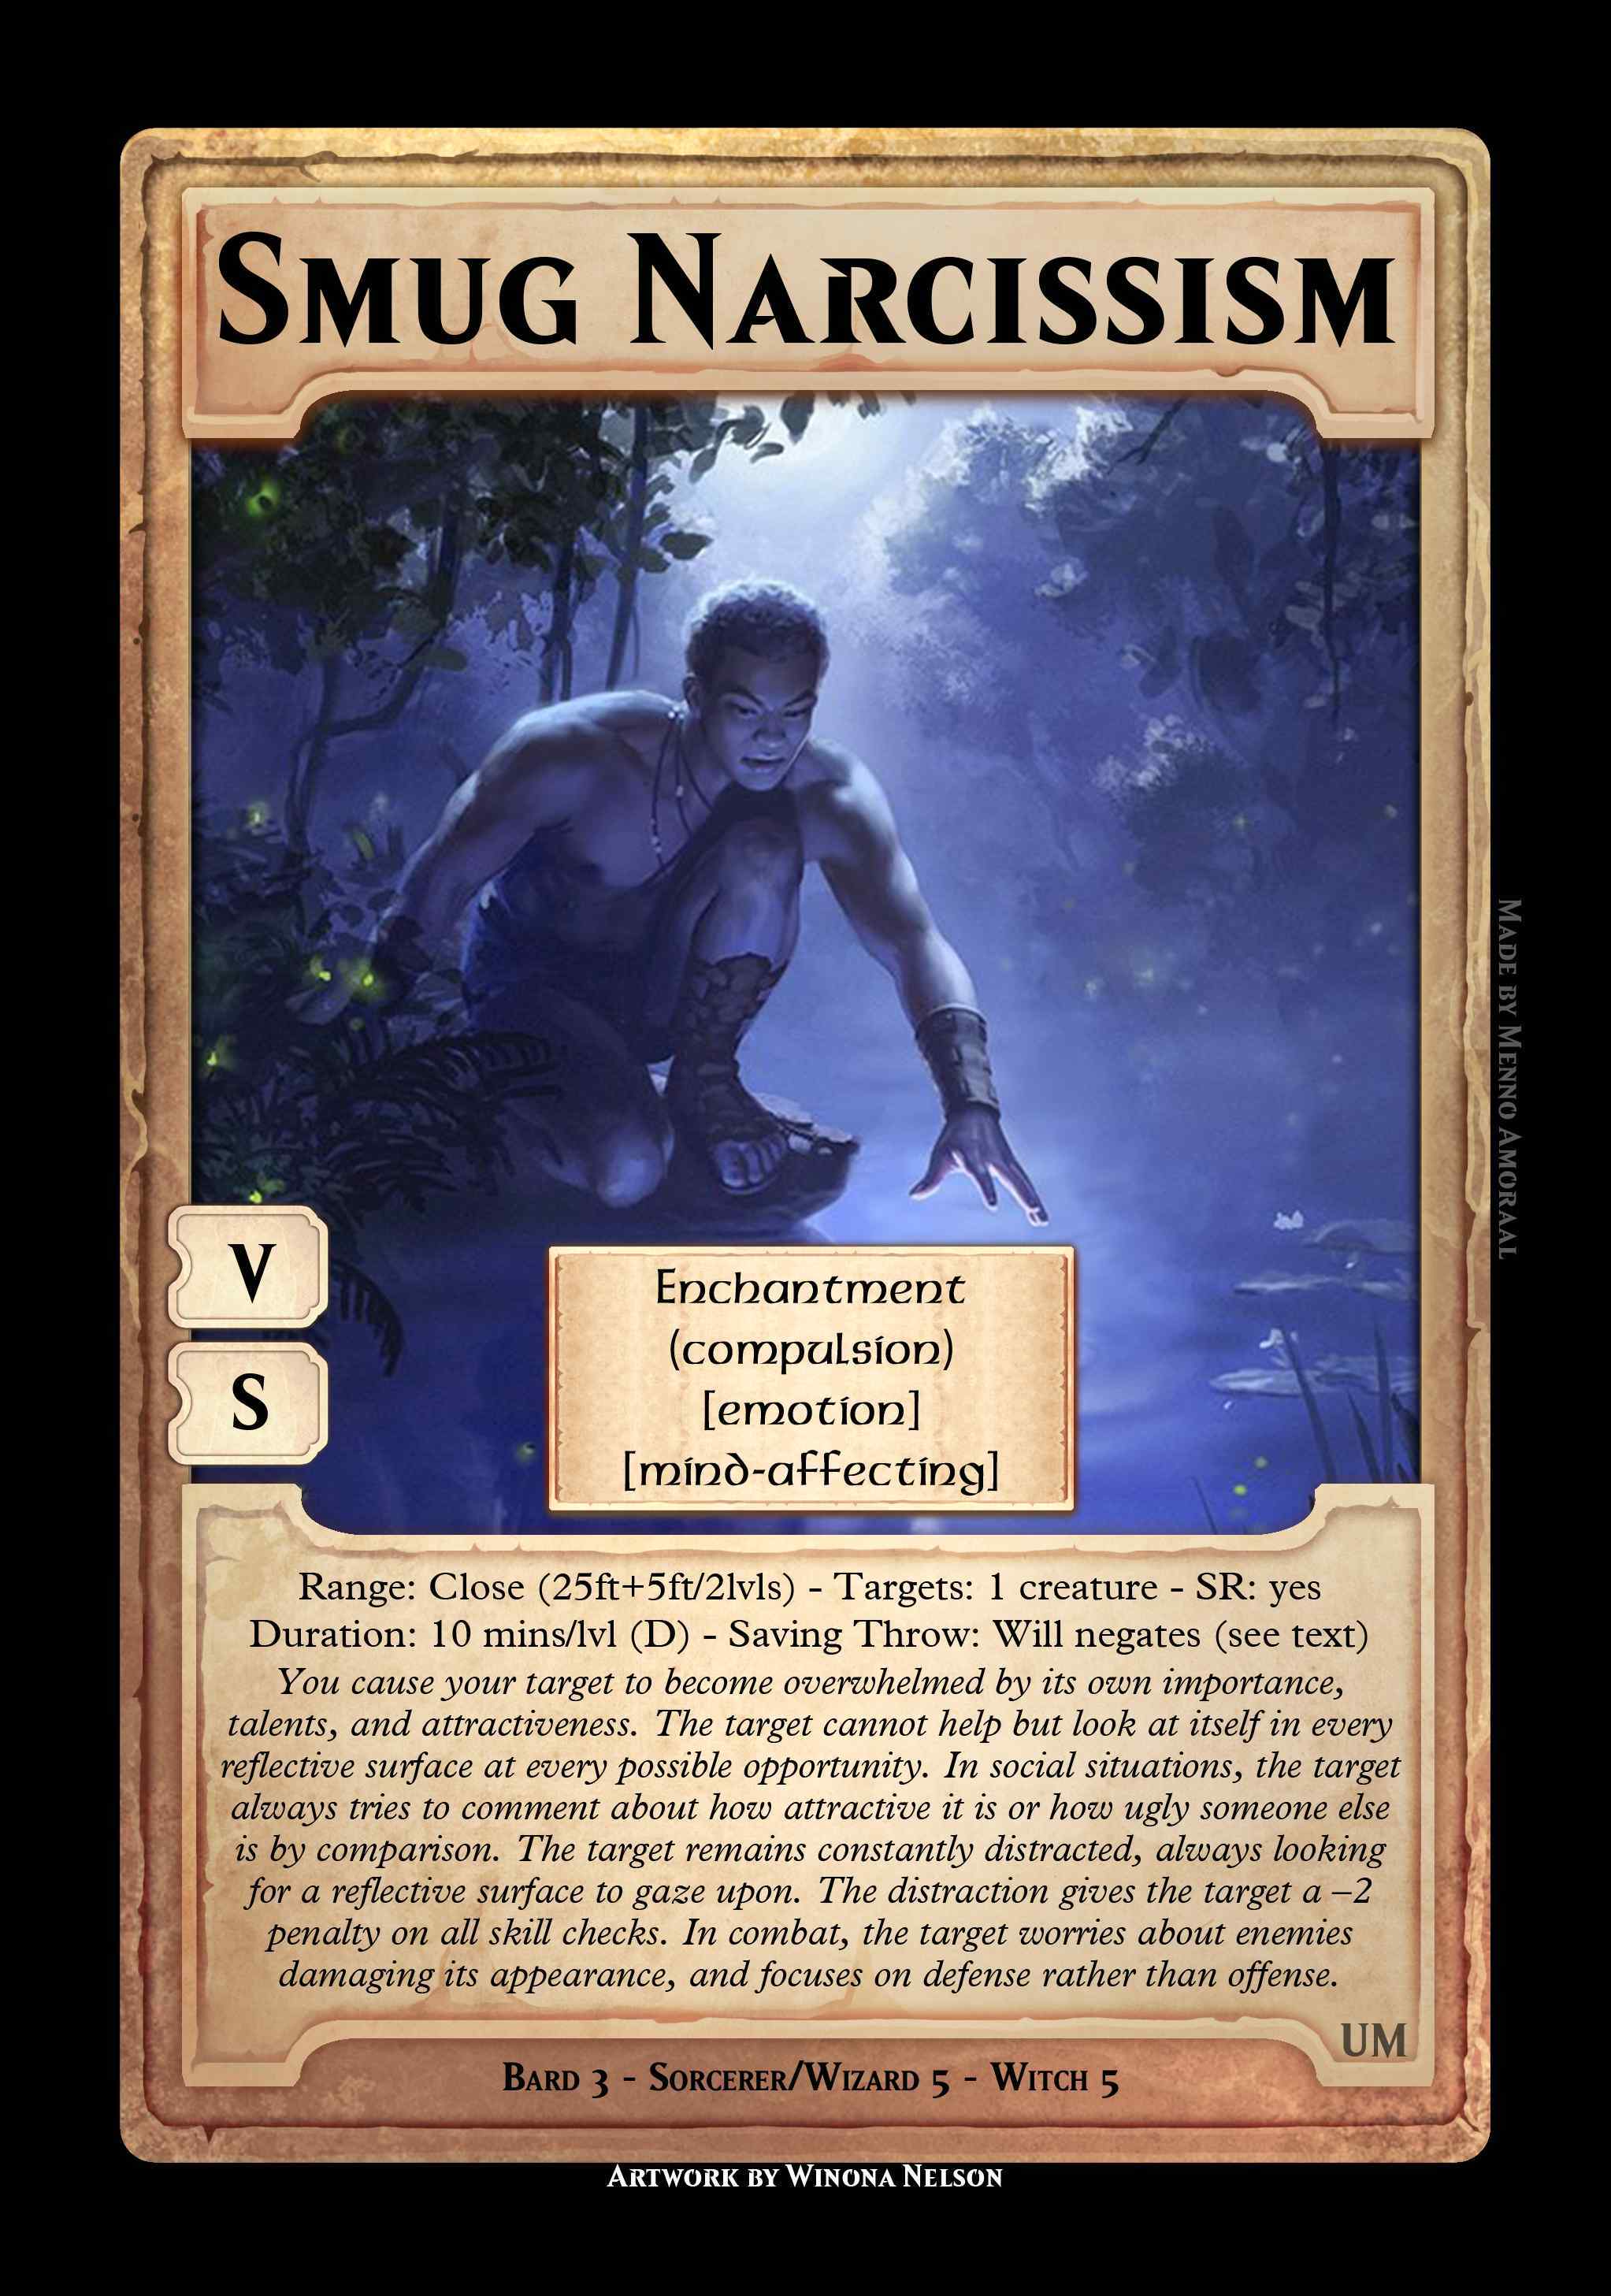 Smug Narcissism
V
S
Enchantment
(compulsion)
[emotion]
[mind-affecting]
Range: Close (25ft+5ft/2lvls) - Targets: 1 creature - SR: yes
Duration: 10 mins/lvl (D) - Saving Throw: Will negates (see text)
You cause your target to become overwhelmed by its own importance,
talents, and attractiveness. The target cannot help but look at itself in every
reflective surface at every possible opportunity. In social situations, the target
always tries to comment about how attractive it is or how ugly someone else
is by comparison. The target remains constantly distracted, always looking
for a reflective surface to gaze upon. The distraction gives the target a –2
penalty on all skill checks. In combat, the target worries about enemies
damaging its appearance, and focuses on defense rather than offense.
UM
Bard 3 - Sorcerer/Wizard 5 - Witch 5
Artwork by Winona Nelson
Made by Menno Amoraal